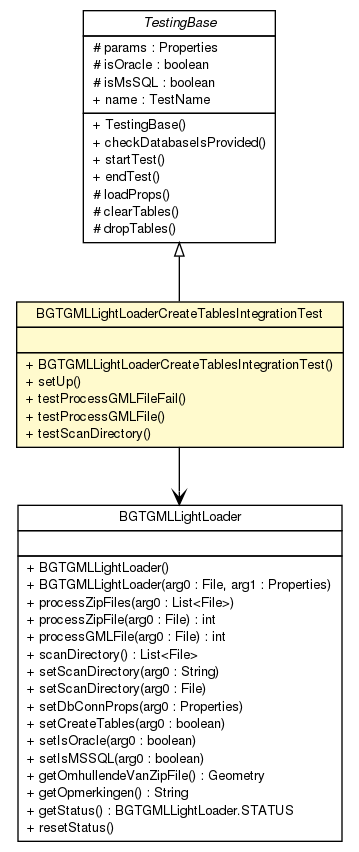 TestingBase
# params : Properties
# isOracle : boolean
# isMsSQL : boolean
+ name : TestName
+ TestingBase()
+ checkDatabaseIsProvided()
+ startTest()
+ endTest()
# loadProps()
# clearTables()
# dropTables()
BGTGMLLightLoaderCreateTablesIntegrationTest
+ BGTGMLLightLoaderCreateTablesIntegrationTest()
+ setUp()
+ testProcessGMLFileFail()
+ testProcessGMLFile()
+ testScanDirectory()
BGTGMLLightLoader
+ BGTGMLLightLoader()
+ BGTGMLLightLoader(arg0 : File, arg1 : Properties)
+ processZipFiles(arg0 : List<File>)
+ processZipFile(arg0 : File) : int
+ processGMLFile(arg0 : File) : int
+ scanDirectory() : List<File>
+ setScanDirectory(arg0 : String)
+ setScanDirectory(arg0 : File)
+ setDbConnProps(arg0 : Properties)
+ setCreateTables(arg0 : boolean)
+ setIsOracle(arg0 : boolean)
+ setIsMSSQL(arg0 : boolean)
+ getOmhullendeVanZipFile() : Geometry
+ getOpmerkingen() : String
+ getStatus() : BGTGMLLightLoader.STATUS
+ resetStatus()